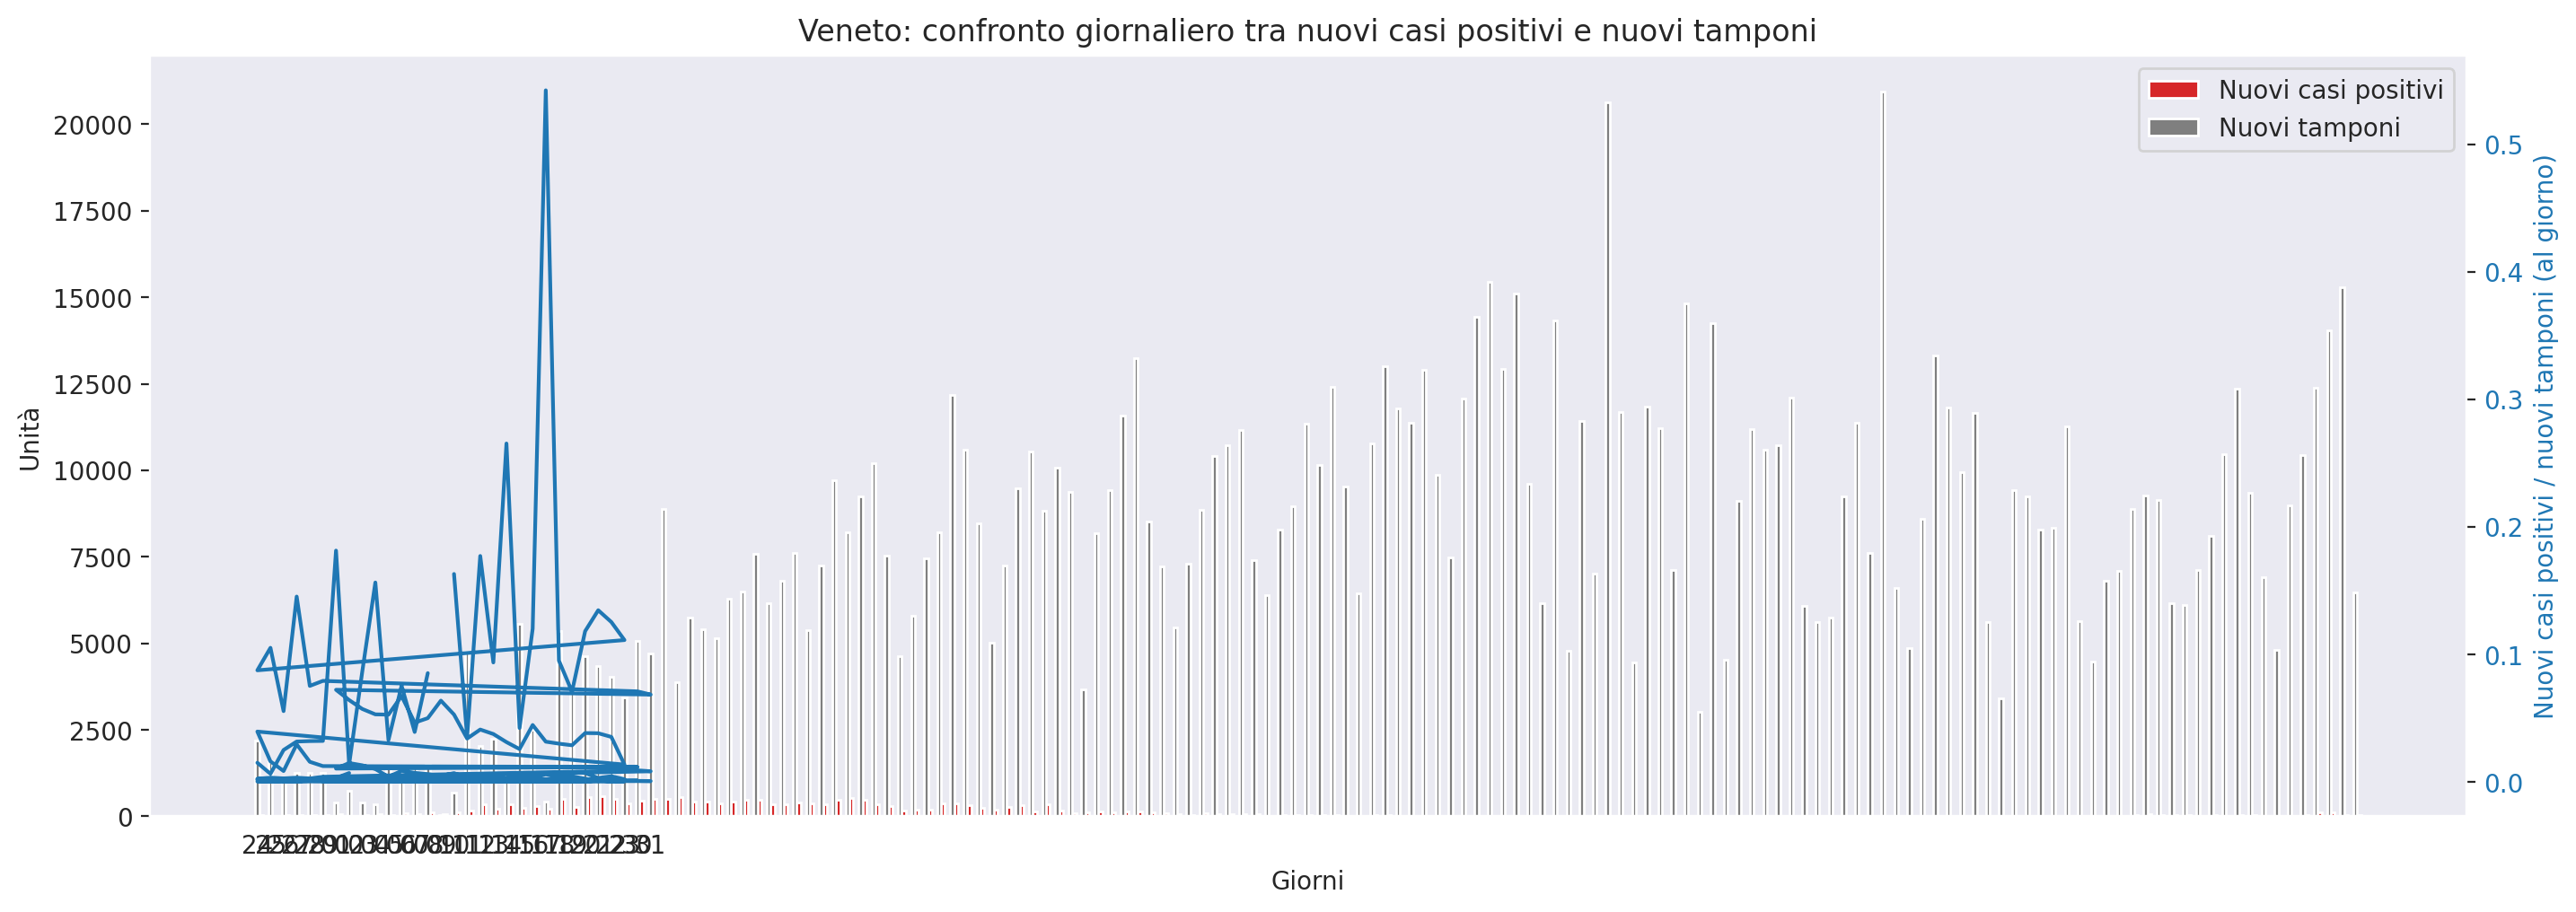 Veneto: confronto giornaliero tra nuovi casi positivi e nuovi tamponi
Nuovi casi positivi
Nuovi tamponi
20000
17500
15000
12500
10000
7500
5000
2500
0
Unità
0.5
0.4
0.3
0.2
0.1
0.0
Nuovi casi positivi / nuovi tamponi (al giorno)
Giorni